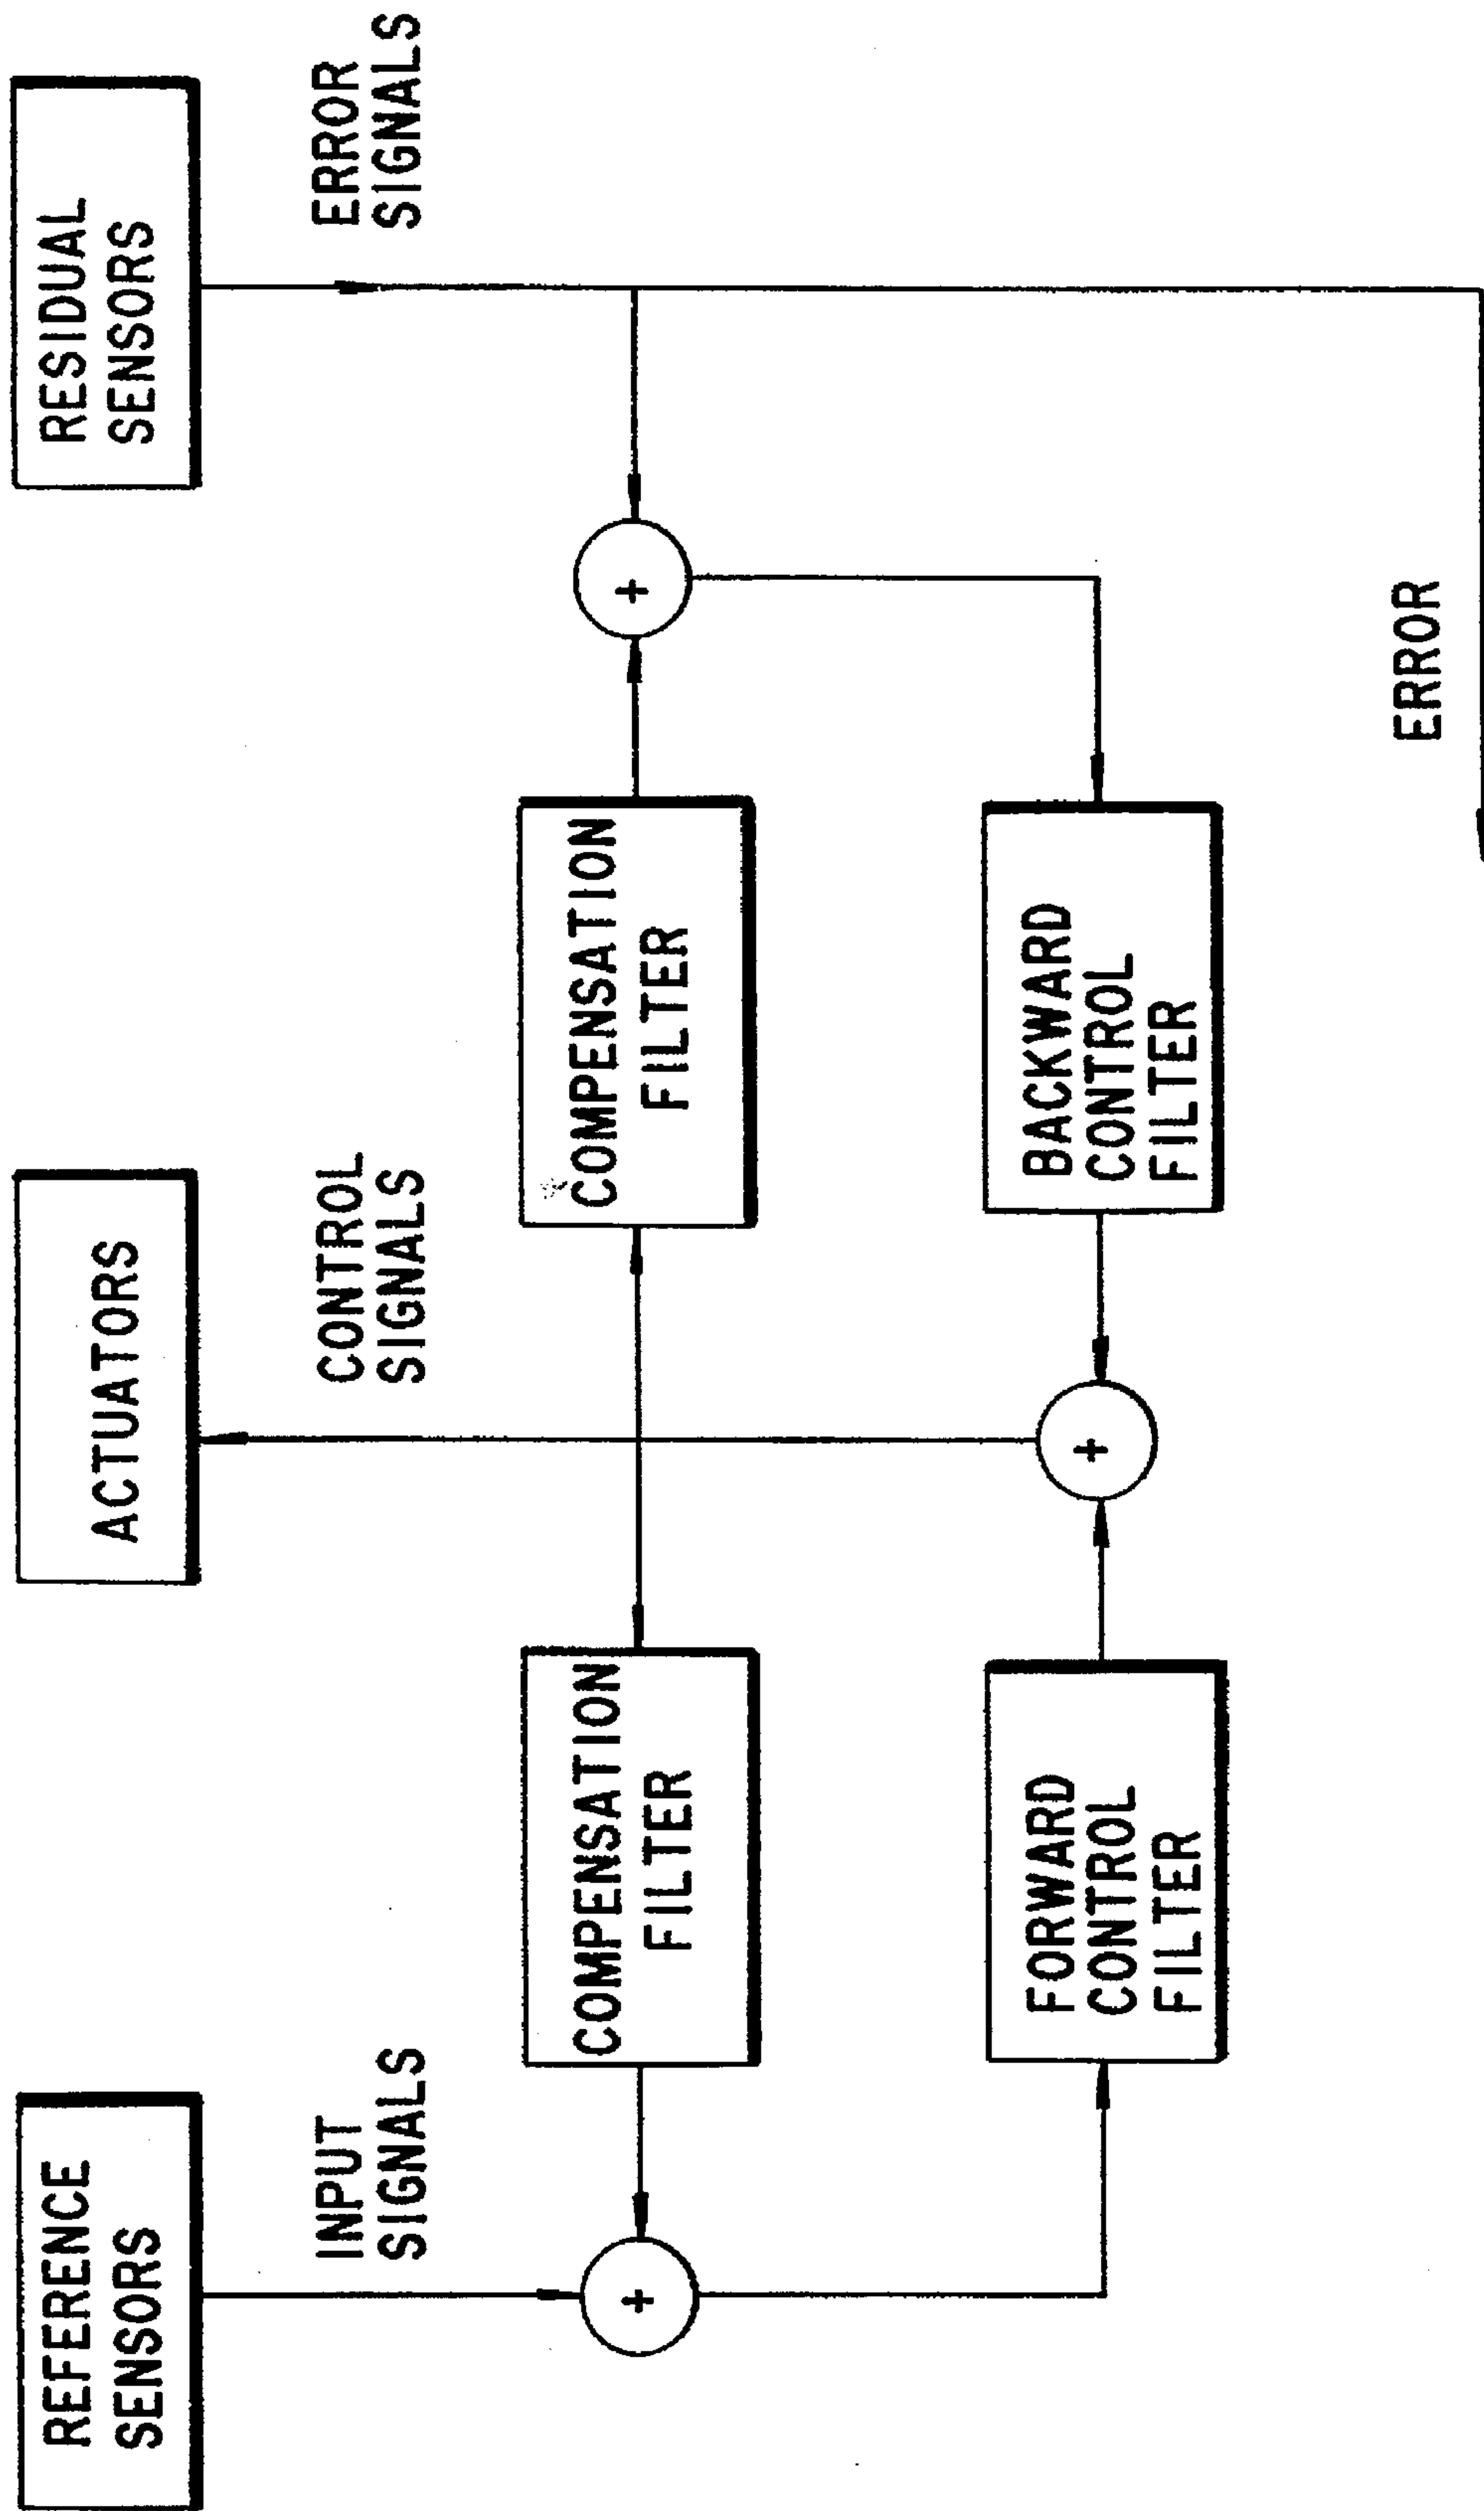 REFERENCE
SENSORS
ACTUATORS
RESIDUAL
SENSORS
INPUT
SIGNALS
CONTROL
SIGNALS
ERROR
SIGNALS
+
COMPENSATION
FILTER
COMPENSATION
FILTER
+
FORWARD
CONTROL
FILTER
+
BACKWARD
CONTROL
FILTER
ERROR